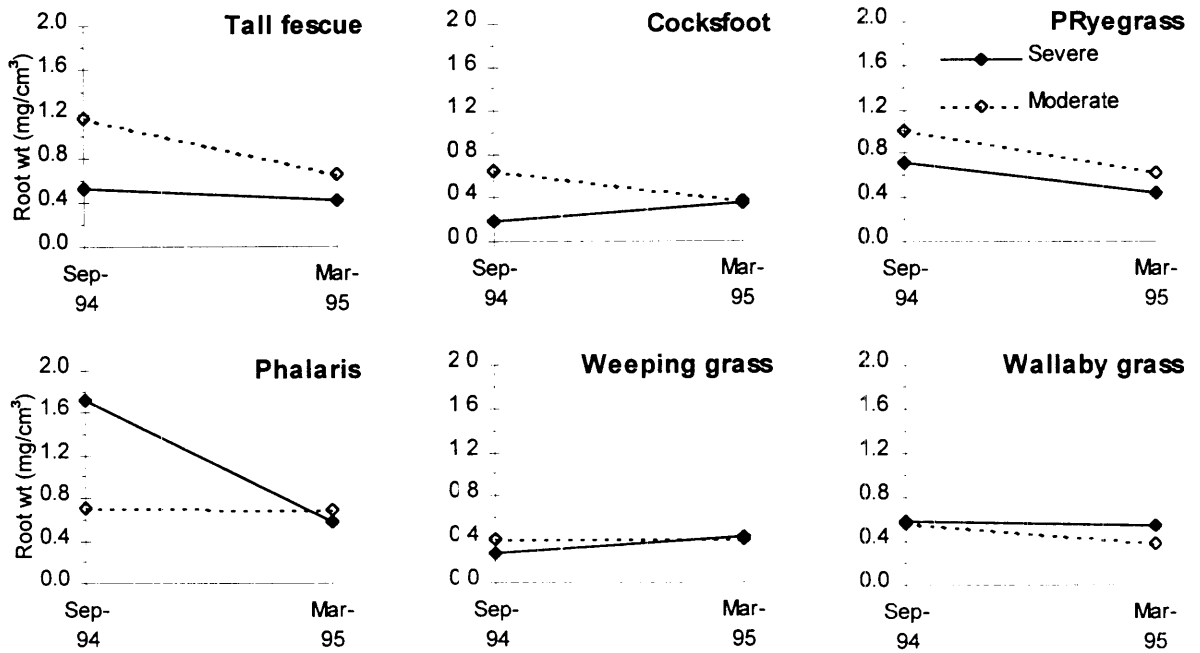 Tall fescue
Root wt (mg/cm³)
2.0
1.6
1.2
0.8
0.4
0.0
Sep-
94
Mar-
95
Cocksfoot
2 0
1 6
1 2
0 8
0 4
0 0
Sep-
94
Mar-
95
PRyegrass
Severe
Moderate
2.0
1.6
1.2
0.8
0.4
0.0
Sep-
94
Mar-
95
Phalaris
Root wt (mg/cm³)
2.0
1.6
1.2
0.8
0.4
0.0
Sep-
94
Mar-
95
Weeping grass
2 0
1 6
1 2
0 8
0 4
0 0
Sep-
94
Mar-
95
Wallaby grass
2.0
1.6
1.2
0.8
0.4
0.0
Sep-
94
Mar-
95